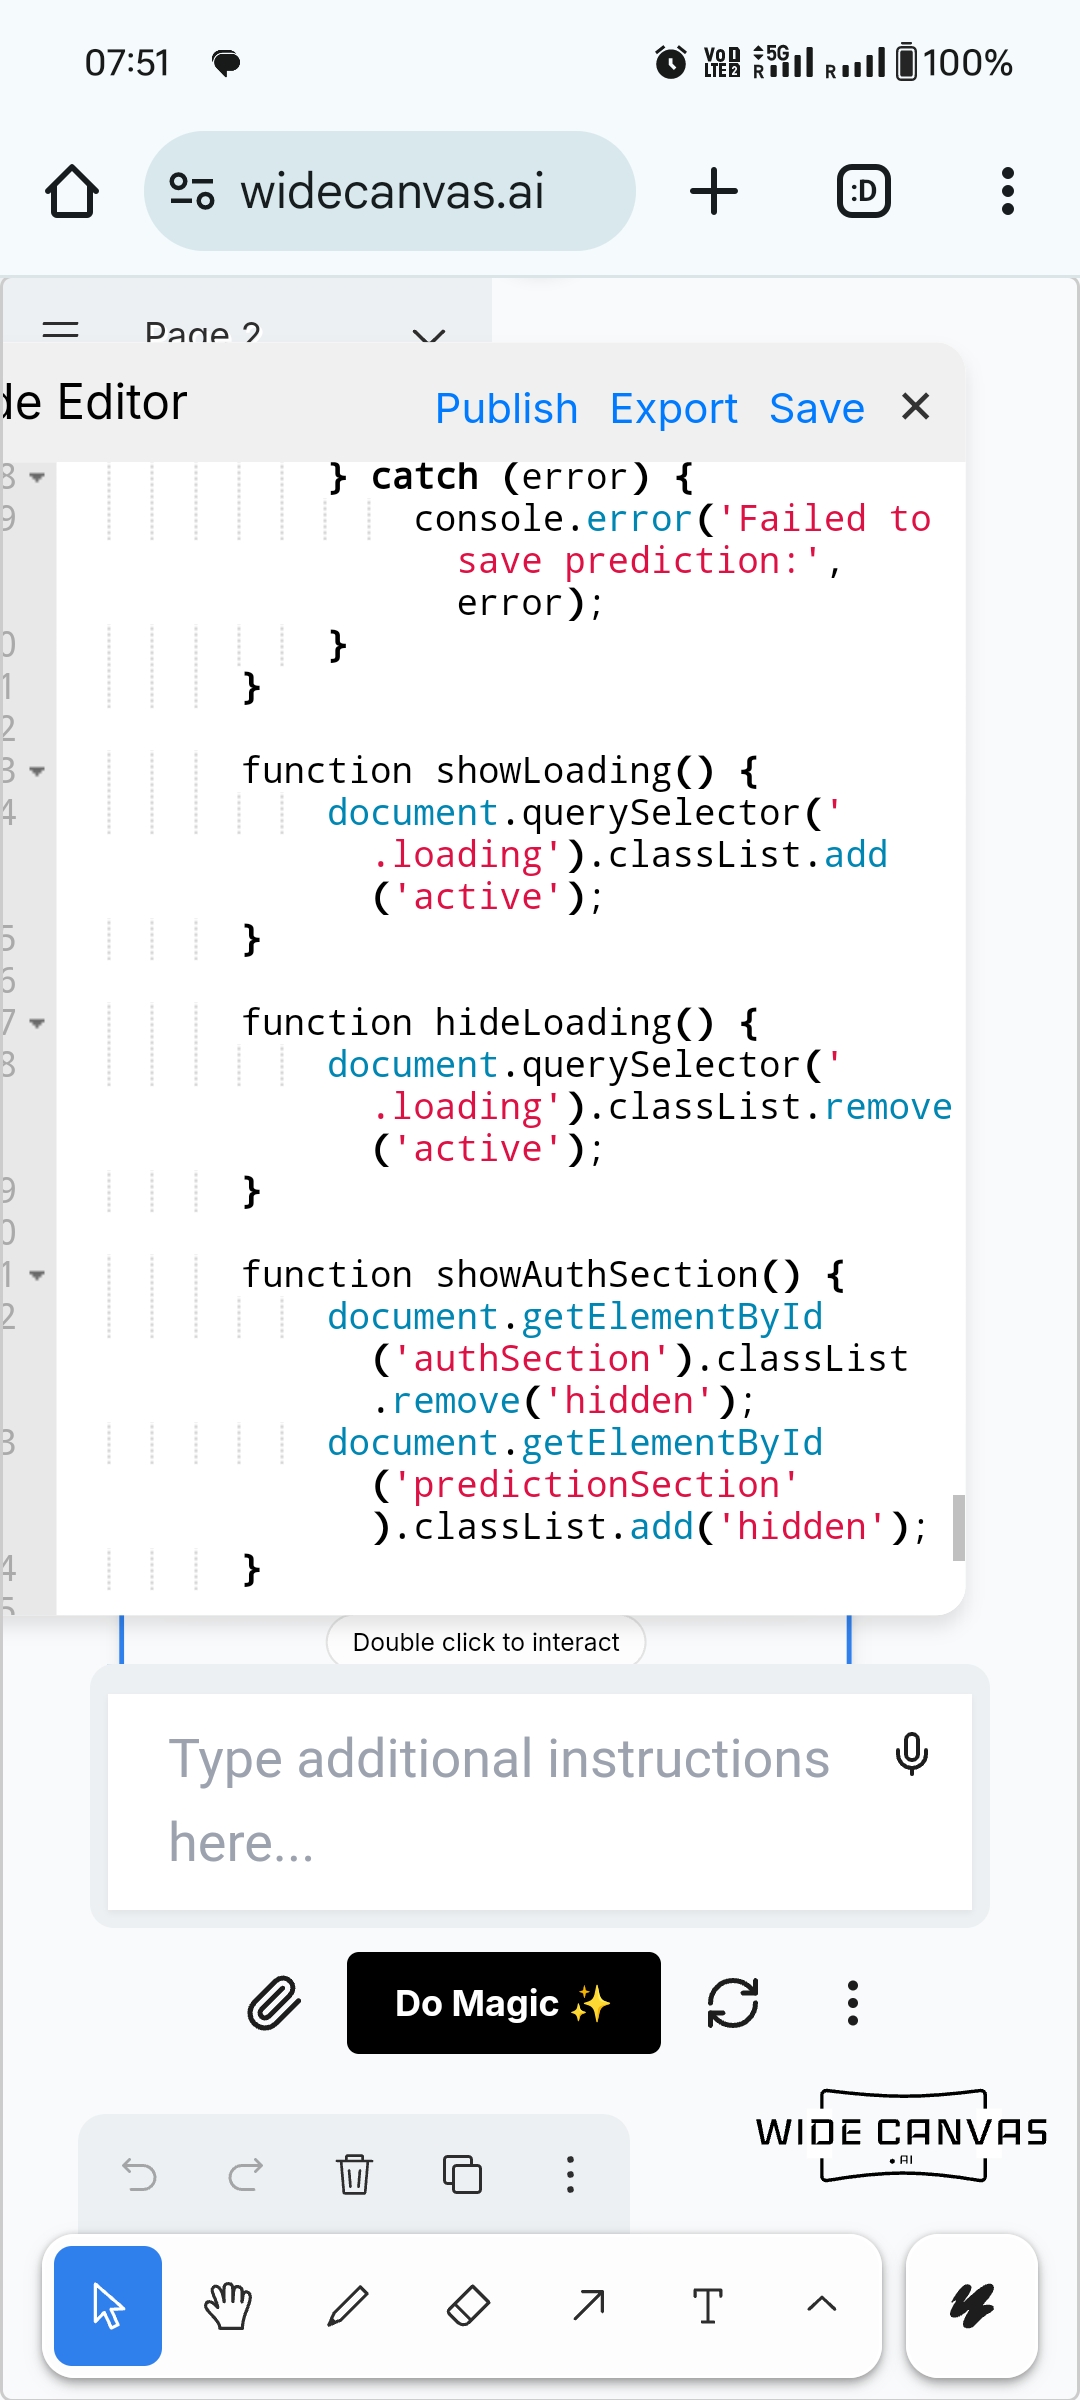 07:51
VoLTE 5G R R 100%
widecanvas.ai
:D
Page 2
de Editor Publish Export Save ✕
8 } catch (error) {
9 console.error('Failed to
save prediction:',
error);
0 }
1 }
2
3 function showLoading() {
4 document.querySelector('
.loading').classList.add
('active');
5 }
6
7 function hideLoading() {
8 document.querySelector('
.loading').classList.remove
('active');
9 }
0
1 function showAuthSection() {
2 document.getElementById
('authSection').classList
.remove('hidden');
3 document.getElementById
('predictionSection'
).classList.add('hidden');
4 }
5
Double click to interact
Type additional instructions
here...
Do Magic ✨
WIDE CANVAS
.AI
T